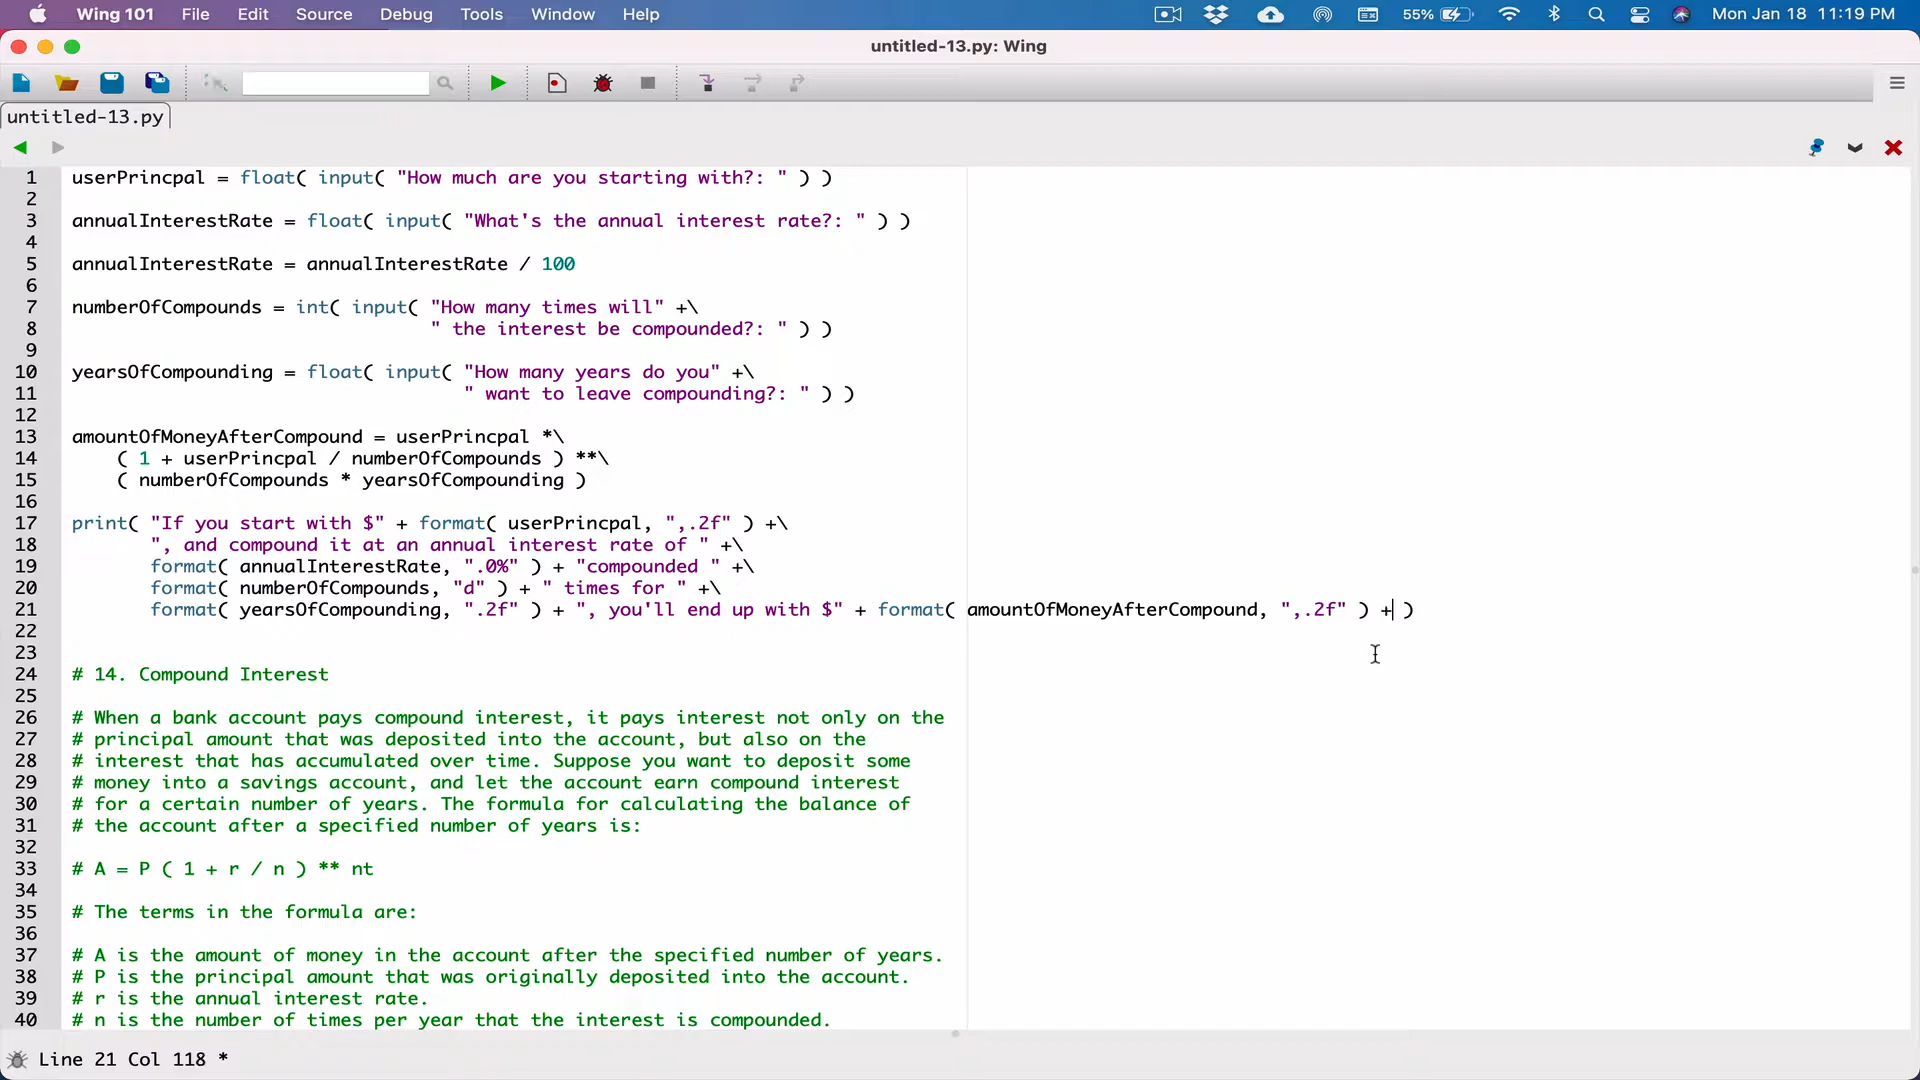 Wing 101 File Edit Source Debug Tools Window Help 55% Mon Jan 18 11:19 PM
untitled-13.py: Wing
untitled-13.py
1 userPrincpal = float( input( "How much are you starting with?: " ) )
2
3 annualInterestRate = float( input( "What's the annual interest rate?: " ) )
4
5 annualInterestRate = annualInterestRate / 100
6
7 numberOfCompounds = int( input( "How many times will" +\
8 " the interest be compounded?: " ) )
9
10 yearsOfCompounding = float( input( "How many years do you" +\
11 " want to leave compounding?: " ) )
12
13 amountOfMoneyAfterCompound = userPrincpal *\
14 ( 1 + userPrincpal / numberOfCompounds ) **\
15 ( numberOfCompounds * yearsOfCompounding )
16
17 print( "If you start with $" + format( userPrincpal, ",.2f" ) +\
18 ", and compound it at an annual interest rate of " +\
19 format( annualInterestRate, ".0%" ) + "compounded " +\
20 format( numberOfCompounds, "d" ) + " times for " +\
21 format( yearsOfCompounding, ".2f" ) + ", you'll end up with $" + format( amountOfMoneyAfterCompound, ",.2f" ) + )
22
23
24 # 14. Compound Interest
25
26 # When a bank account pays compound interest, it pays interest not only on the
27 # principal amount that was deposited into the account, but also on the
28 # interest that has accumulated over time. Suppose you want to deposit some
29 # money into a savings account, and let the account earn compound interest
30 # for a certain number of years. The formula for calculating the balance of
31 # the account after a specified number of years is:
32
33 # A = P ( 1 + r / n ) ** nt
34
35 # The terms in the formula are:
36
37 # A is the amount of money in the account after the specified number of years.
38 # P is the principal amount that was originally deposited into the account.
39 # r is the annual interest rate.
40 # n is the number of times per year that the interest is compounded.
Line 21 Col 118 *